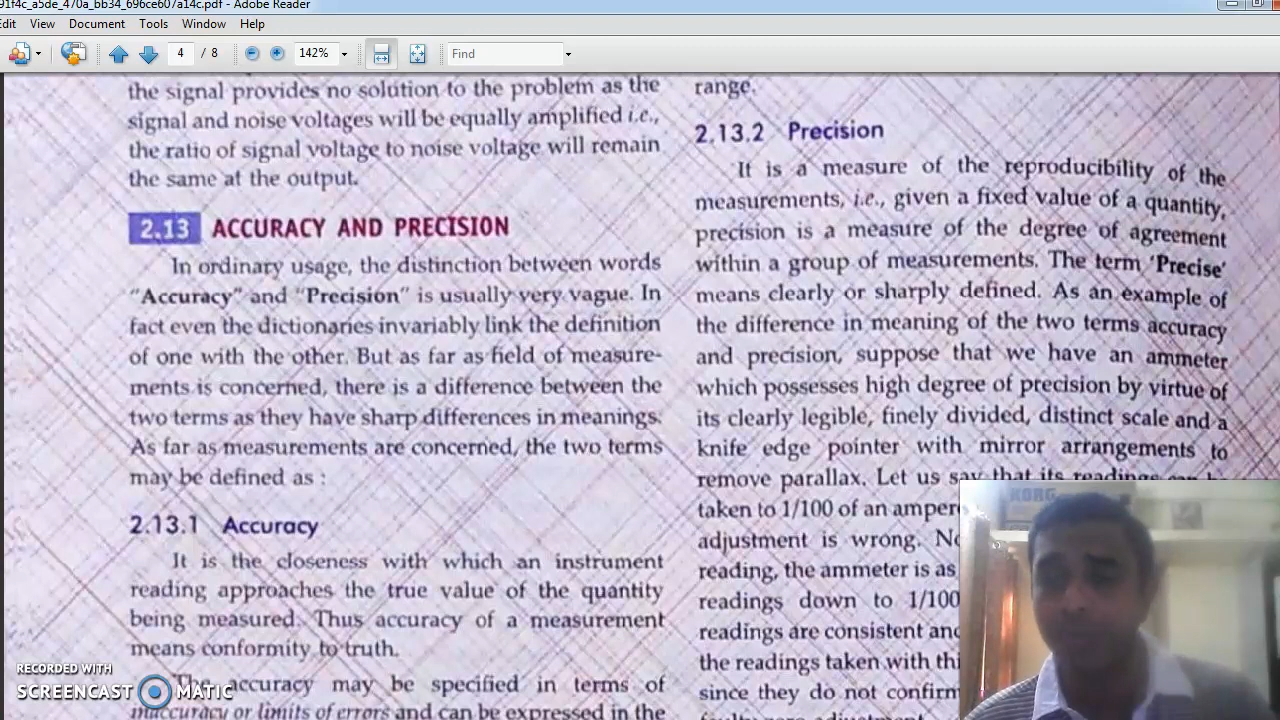 91f4c_a5de_470a_bb34_696ce607a14c.pdf - Adobe Reader
Edit View Document Tools Window Help
4 / 8 142% Find
the signal provides no solution to the problem as the
signal and noise voltages will be equally amplified i.e.,
the ratio of signal voltage to noise voltage will remain
the same at the output.
2.13 ACCURACY AND PRECISION
In ordinary usage, the distinction between words
"Accuracy" and "Precision" is usually very vague. In
fact even the dictionaries invariably link the definition
of one with the other. But as far as field of measure-
ments is concerned, there is a difference between the
two terms as they have sharp differences in meanings.
As far as measurements are concerned, the two terms
may be defined as :
2.13.1 Accuracy
It is the closeness with which an instrument
reading approaches the true value of the quantity
being measured. Thus accuracy of a measurement
means conformity to truth.
The accuracy may be specified in terms of
inaccuracy or limits of errors and can be expressed in the
range.
2.13.2 Precision
It is a measure of the reproducibility of the
measurements, i.e., given a fixed value of a quantity,
precision is a measure of the degree of agreement
within a group of measurements. The term 'Precise'
means clearly or sharply defined. As an example of
the difference in meaning of the two terms accuracy
and precision, suppose that we have an ammeter
which possesses high degree of precision by virtue of
its clearly legible, finely divided, distinct scale and a
knife edge pointer with mirror arrangements to
remove parallax. Let us say that its readings can be
taken to 1/100 of an amper
adjustment is wrong. No
reading, the ammeter is as
readings down to 1/100
readings are consistent and
the readings taken with thi
since they do not confirm
faulty zero adjustment.
KORG
RECORDED WITH
SCREENCAST MATIC